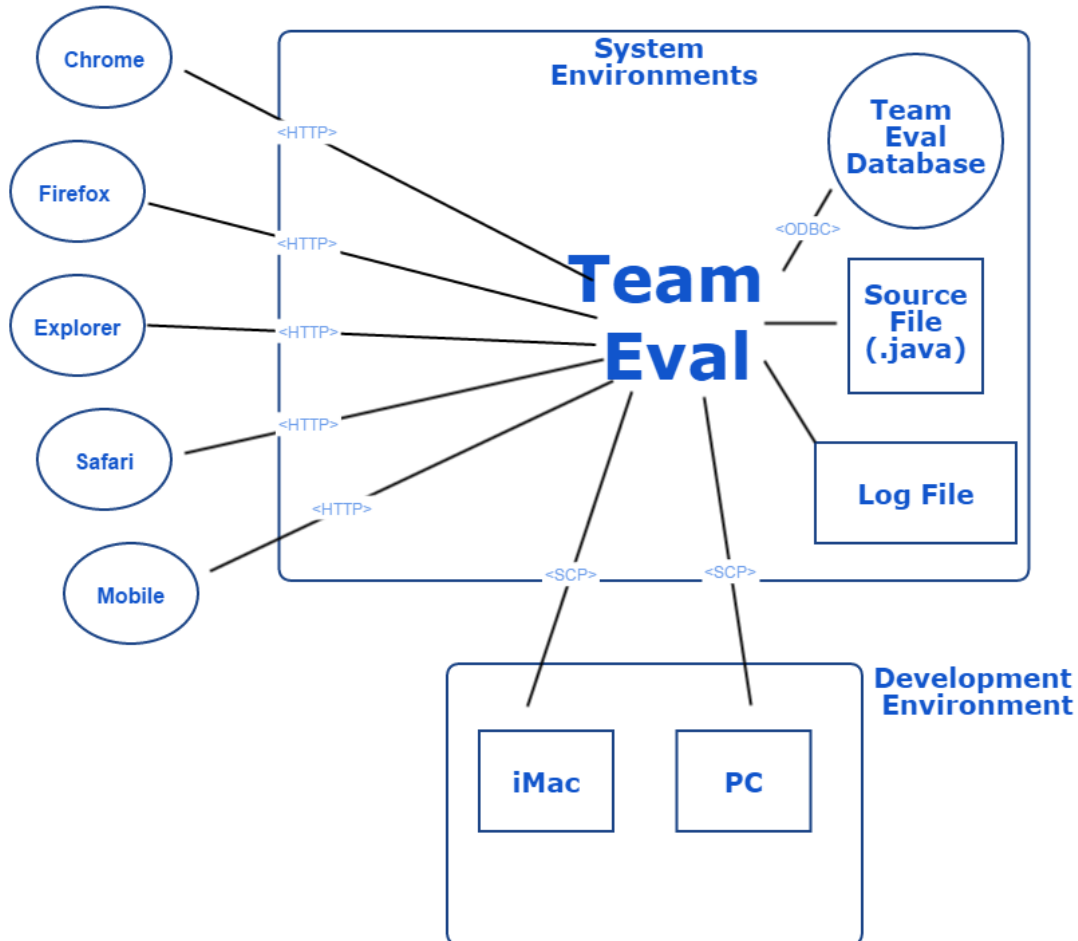 Chrome
System
Environments
Team
Eval
Database
<HTTP>
Firefox
<ODBC>
<HTTP>
Team
Eval
Source
File
(.java)
Explorer
<HTTP>
<HTTP>
Safari
Log File
<HTTP>
Mobile
<SCP>
<SCP>
Development
Environment
iMac
PC